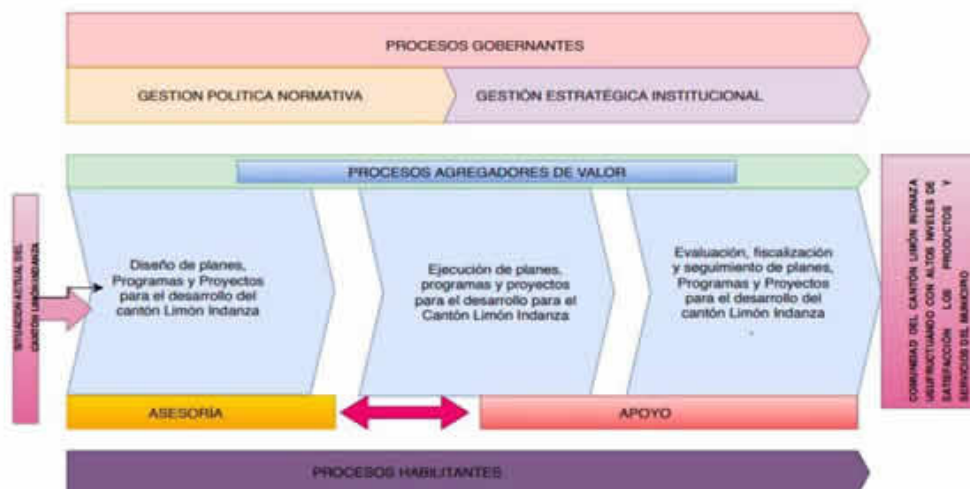 PROCESOS GOBERNANTES
GESTION POLITICA NORMATIVA
GESTIÓN ESTRATÉGICA INSTITUCIONAL
PROCESOS AGREGADORES DE VALOR
SITUACION ACTUAL DEL
CANTÓN LIMÓN INDANZA
Diseño de planes,
Programas y Proyectos
para el desarrollo del
cantón Limón Indanza
Ejecución de planes,
programas y proyectos
para el desarrollo para el
Cantón Limón Indanza
Evaluación, fiscalización
y seguimiento de planes,
Programas y Proyectos
para el desarrollo del
cantón Limón Indanza
.
COMUNIDAD DEL CANTÓN LIMÓN INDNAZA
USUFRUCTUANDO CON ALTOS NIVELES DE
SATISFACCIÓN LOS PRODUCTOS Y
SERVICIOS DEL MUNICIPIO
ASESORÍA
APOYO
PROCESOS HABILITANTES